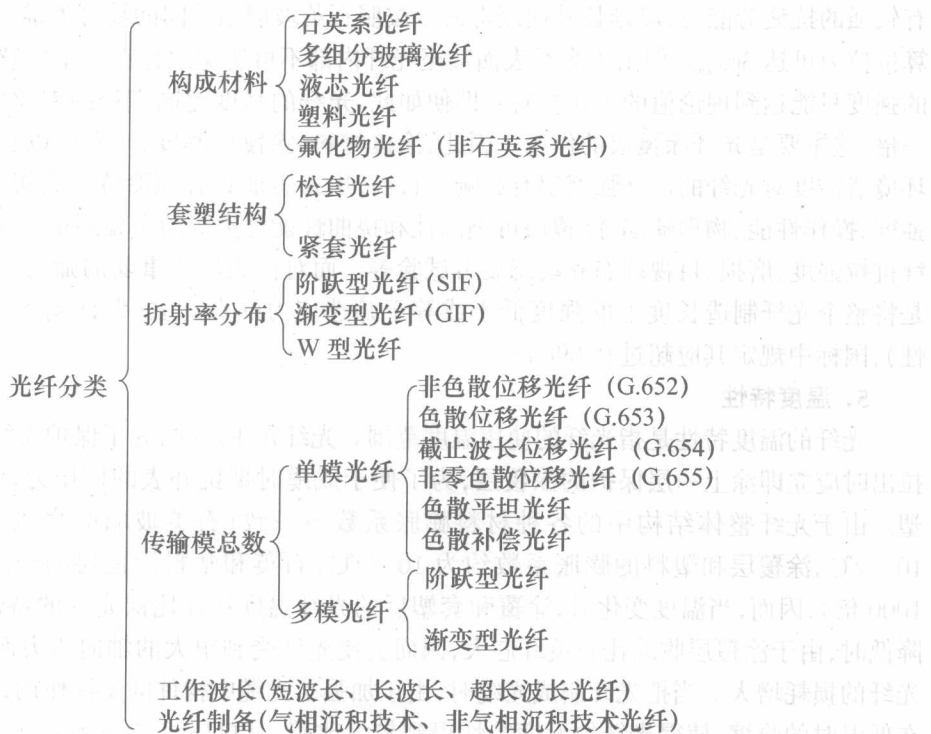 石英系光纤
多组分玻璃光纤
构成材料 液芯光纤
塑料光纤
氟化物光纤（非石英系光纤）
松套光纤
套塑结构
紧套光纤
阶跃型光纤(SIF)
折射率分布 渐变型光纤(GIF)
W 型光纤
光纤分类
非色散位移光纤（G.652）
色散位移光纤（G.653）
截止波长位移光纤（G.654）
单模光纤 非零色散位移光纤（G.655）
色散平坦光纤
色散补偿光纤
传输模总数
阶跃型光纤
多模光纤
渐变型光纤
工作波长(短波长、长波长、超长波长光纤)
光纤制备(气相沉积技术、非气相沉积技术光纤)